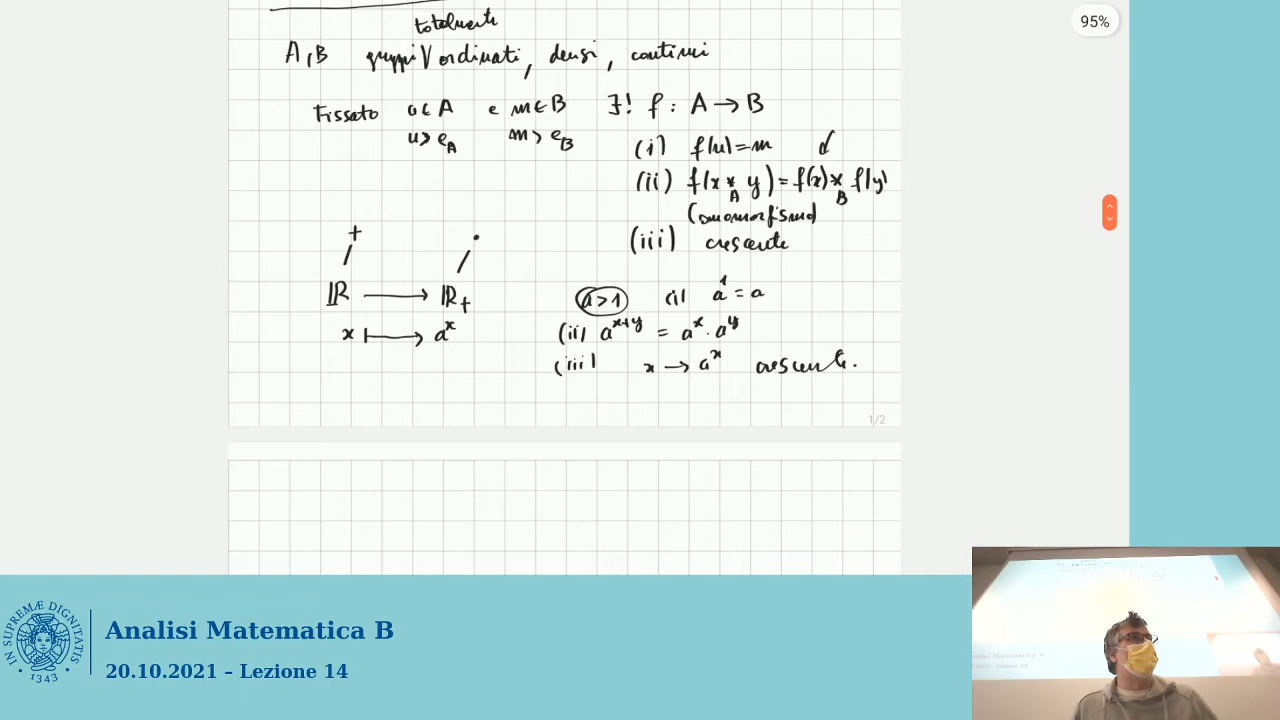 95%
totalmente
A, B gruppi ordinati, densi, continui
Fissato u ∈ A e m ∈ B ∃! f : A → B
u > e_A m > e_B
(i) f(u) = m
(ii) f(x *_A y) = f(x) *_B f(y)
(omomorfismo)
(iii) crescente
+ ·
ℝ → ℝ_+
x ↦ a^x
a > 1 (i) a^1 = a
(ii) a^{x+y} = a^x · a^y
(iii) x → a^x crescente.
1/2
IN SUPREMÆ DIGNITATIS
1343
Analisi Matematica B
20.10.2021 – Lezione 14